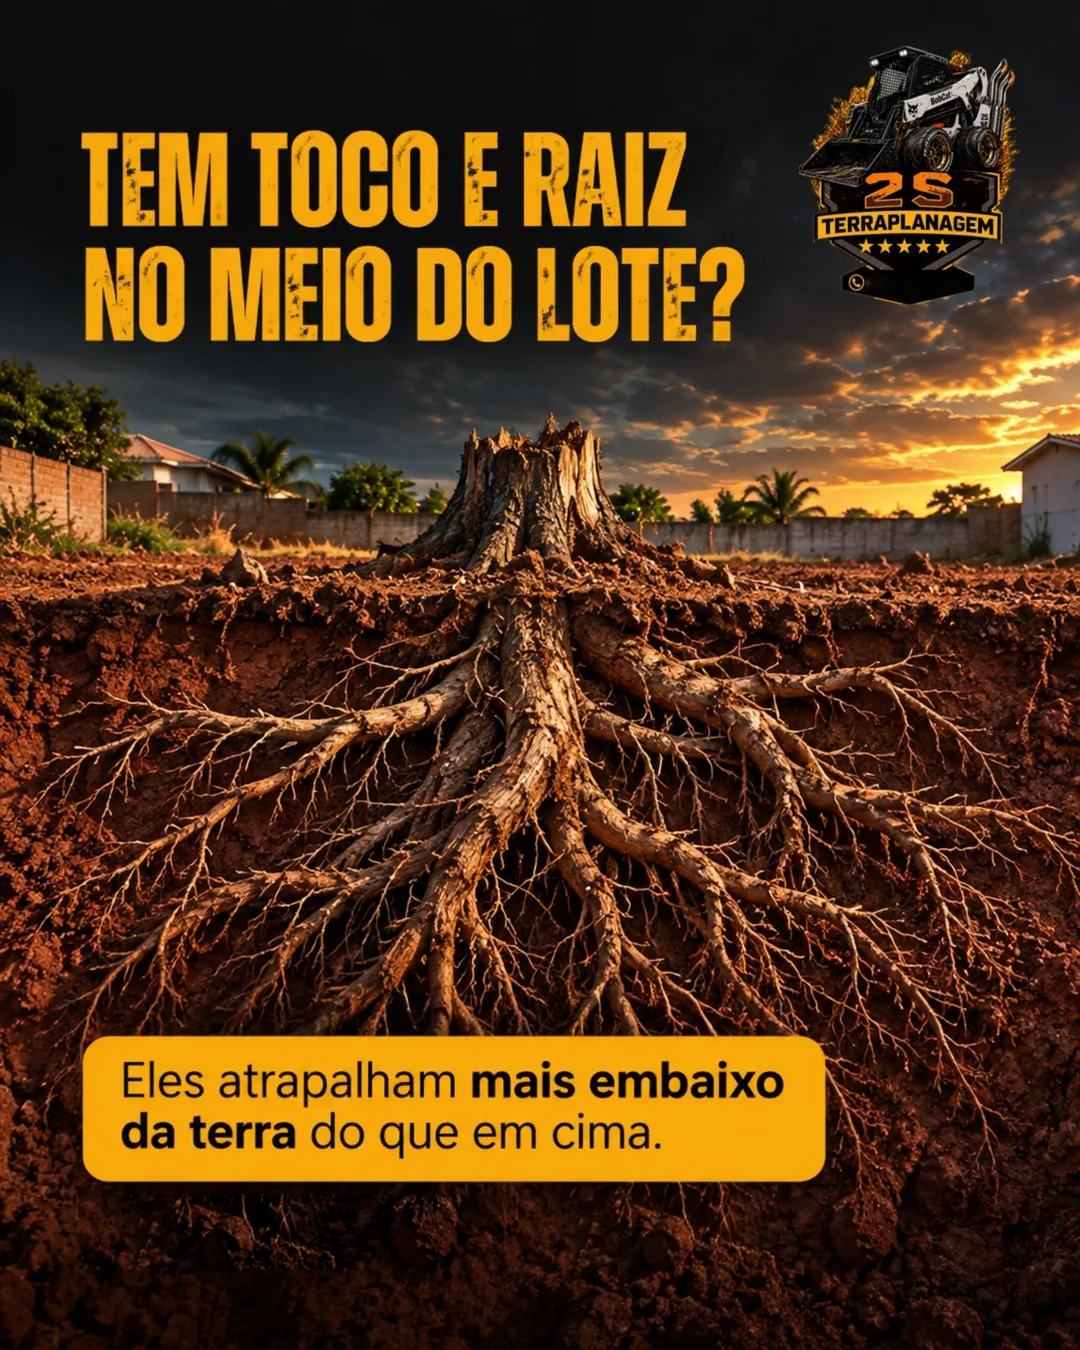 TEM TOCO E RAIZ
NO MEIO DO LOTE?
BobCat
2S
TERRAPLANAGEM
Eles atrapalham mais embaixo
da terra do que em cima.